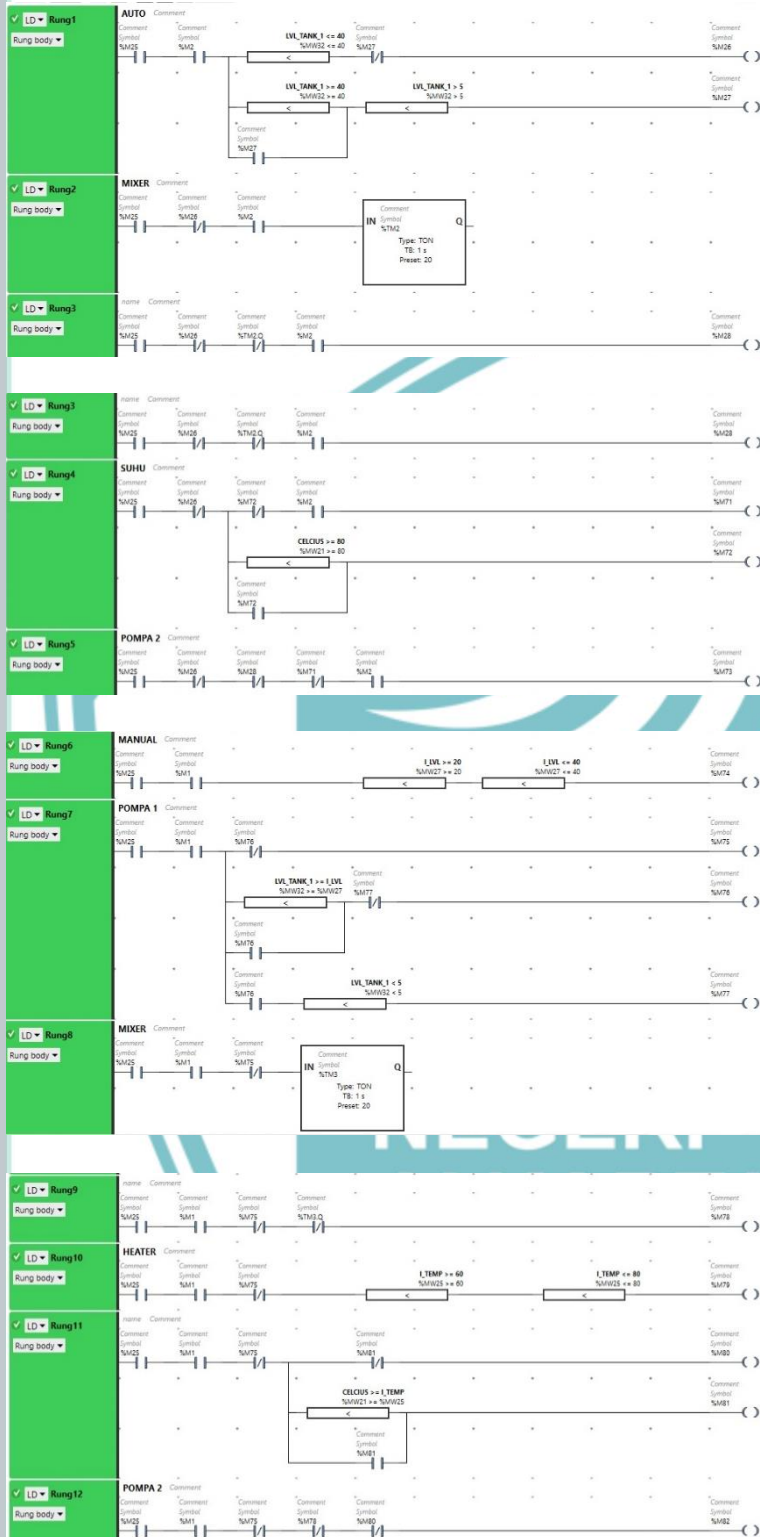 LD Rung1
Rung body
AUTO Comment
Comment Comment Comment Comment
Symbol Symbol LVL_TANK_1 <= 40 Symbol Symbol
%M25 %M2 %MW32 <= 40 %M27 %M26
<
LVL_TANK_1 >= 40 LVL_TANK_1 > 5 Comment
%MW32 >= 40 %MW32 > 5 Symbol
< < %M27
Comment
Symbol
%M27
LD Rung2
Rung body
MIXER Comment
Comment Comment Comment
Symbol Symbol Symbol
%M25 %M26 %M2
Comment
IN Symbol Q
%TM2
Type: TON
TB: 1 s
Preset: 20
LD Rung3
Rung body
name Comment
Comment Comment Comment Comment Comment
Symbol Symbol Symbol Symbol Symbol
%M25 %M26 %TM2.Q %M2 %M28
LD Rung3
Rung body
name Comment
Comment Comment Comment Comment Comment
Symbol Symbol Symbol Symbol Symbol
%M25 %M26 %TM2.Q %M2 %M28
LD Rung4
Rung body
SUHU Comment
Comment Comment Comment Comment Comment
Symbol Symbol Symbol Symbol Symbol
%M25 %M26 %M72 %M2 %M71
CELCIUS >= 80 Comment
%MW21 >= 80 Symbol
< %M72
Comment
Symbol
%M72
LD Rung5
Rung body
POMPA 2 Comment
Comment Comment Comment Comment Comment Comment
Symbol Symbol Symbol Symbol Symbol Symbol
%M25 %M26 %M28 %M71 %M2 %M73
LD Rung6
Rung body
MANUAL Comment
Comment Comment Comment
Symbol Symbol I_LVL >= 20 I_LVL <= 40 Symbol
%M25 %M1 %MW27 >= 20 %MW27 <= 40 %M74
< <
LD Rung7
Rung body
POMPA 1 Comment
Comment Comment Comment Comment
Symbol Symbol Symbol Symbol
%M25 %M1 %M76 %M75
LVL_TANK_1 >= I_LVL Comment Comment
%MW32 >= %MW27 Symbol Symbol
< %M77 %M76
Comment
Symbol
%M76
Comment Comment
Symbol LVL_TANK_1 < 5 Symbol
%M76 %MW32 < 5 %M77
<
LD Rung8
Rung body
MIXER Comment
Comment Comment Comment
Symbol Symbol Symbol
%M25 %M1 %M75
Comment
IN Symbol Q
%TM3
Type: TON
TB: 1 s
Preset: 20
NEGERI
LD Rung9
Rung body
name Comment
Comment Comment Comment Comment Comment
Symbol Symbol Symbol Symbol Symbol
%M25 %M1 %M75 %TM3.Q %M78
LD Rung10
Rung body
HEATER Comment
Comment Comment Comment Comment
Symbol Symbol Symbol I_TEMP >= 60 I_TEMP <= 80 Symbol
%M25 %M1 %M75 %MW25 >= 60 %MW25 <= 80 %M79
< <
LD Rung11
Rung body
name Comment
Comment Comment Comment Comment Comment
Symbol Symbol Symbol Symbol Symbol
%M25 %M1 %M75 %M81 %M80
CELCIUS >= I_TEMP Comment
%MW21 >= %MW25 Symbol
< %M81
Comment
Symbol
%M81
LD Rung12
Rung body
POMPA 2 Comment
Comment Comment Comment Comment Comment Comment
Symbol Symbol Symbol Symbol Symbol Symbol
%M25 %M1 %M75 %M78 %M80 %M82